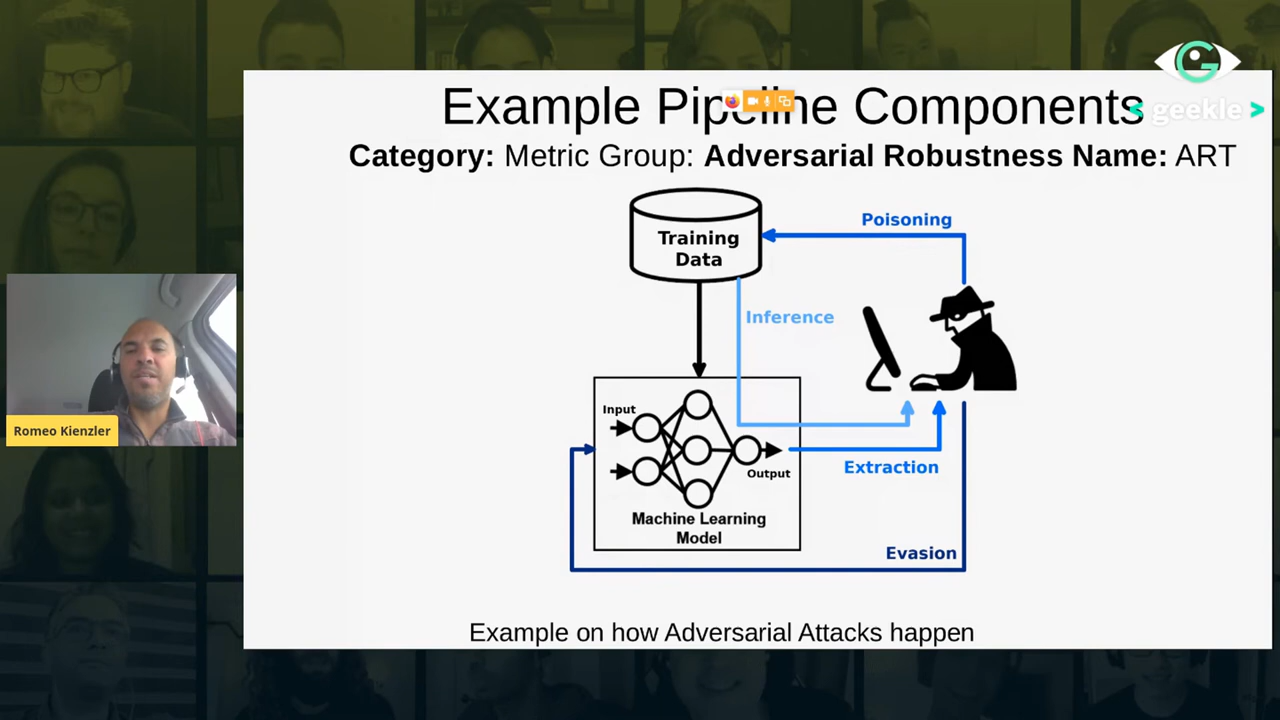 Example Pipeline Components
< geekle >
Category: Metric Group: Adversarial Robustness Name: ART
Training
Data
Poisoning
Inference
Input
Output
Machine Learning
Model
Extraction
Evasion
Romeo Kienzler
Example on how Adversarial Attacks happen